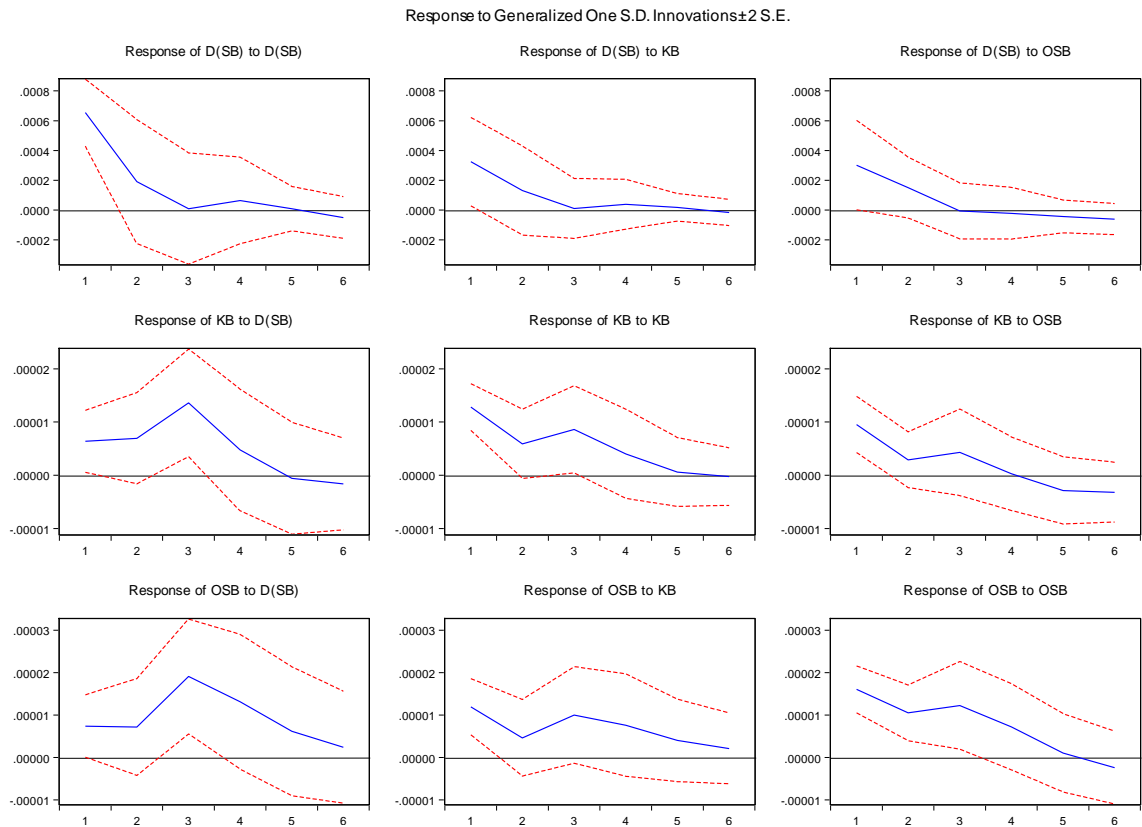 Response to Generalized One S.D. Innovations ± 2 S.E.
Response of D(SB) to D(SB)
.0008
.0006
.0004
.0002
.0000
-.0002
1 2 3 4 5 6
Response of D(SB) to KB
.0008
.0006
.0004
.0002
.0000
-.0002
1 2 3 4 5 6
Response of D(SB) to OSB
.0008
.0006
.0004
.0002
.0000
-.0002
1 2 3 4 5 6
Response of KB to D(SB)
.00002
.00001
.00000
-.00001
1 2 3 4 5 6
Response of KB to KB
.00002
.00001
.00000
-.00001
1 2 3 4 5 6
Response of KB to OSB
.00002
.00001
.00000
-.00001
1 2 3 4 5 6
Response of OSB to D(SB)
.00003
.00002
.00001
.00000
-.00001
1 2 3 4 5 6
Response of OSB to KB
.00003
.00002
.00001
.00000
-.00001
1 2 3 4 5 6
Response of OSB to OSB
.00003
.00002
.00001
.00000
-.00001
1 2 3 4 5 6